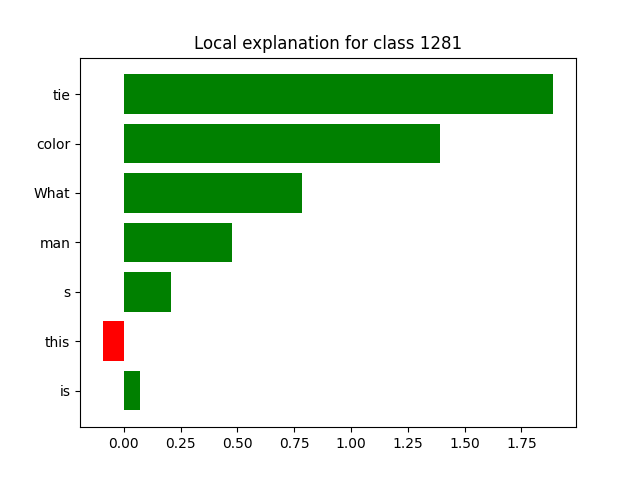 Local explanation for class 1281
tie
color
What
man
s
this
is
0.00 0.25 0.50 0.75 1.00 1.25 1.50 1.75